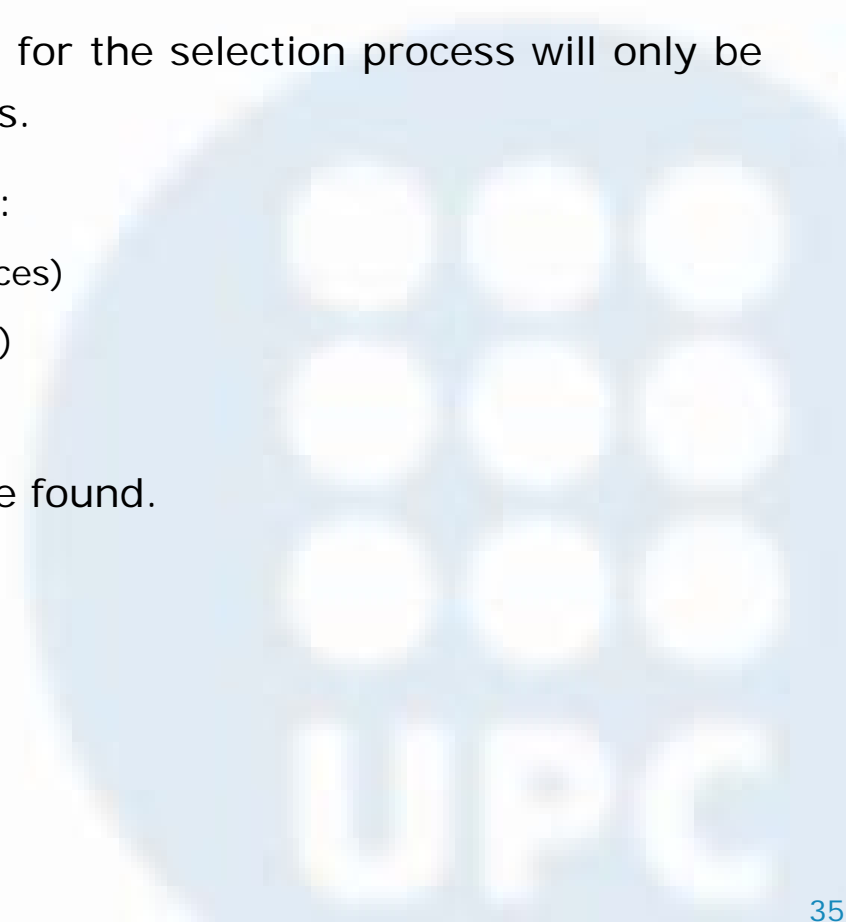 for the selection process will only be
s.
:
ces)
)
e found.
UPC
35